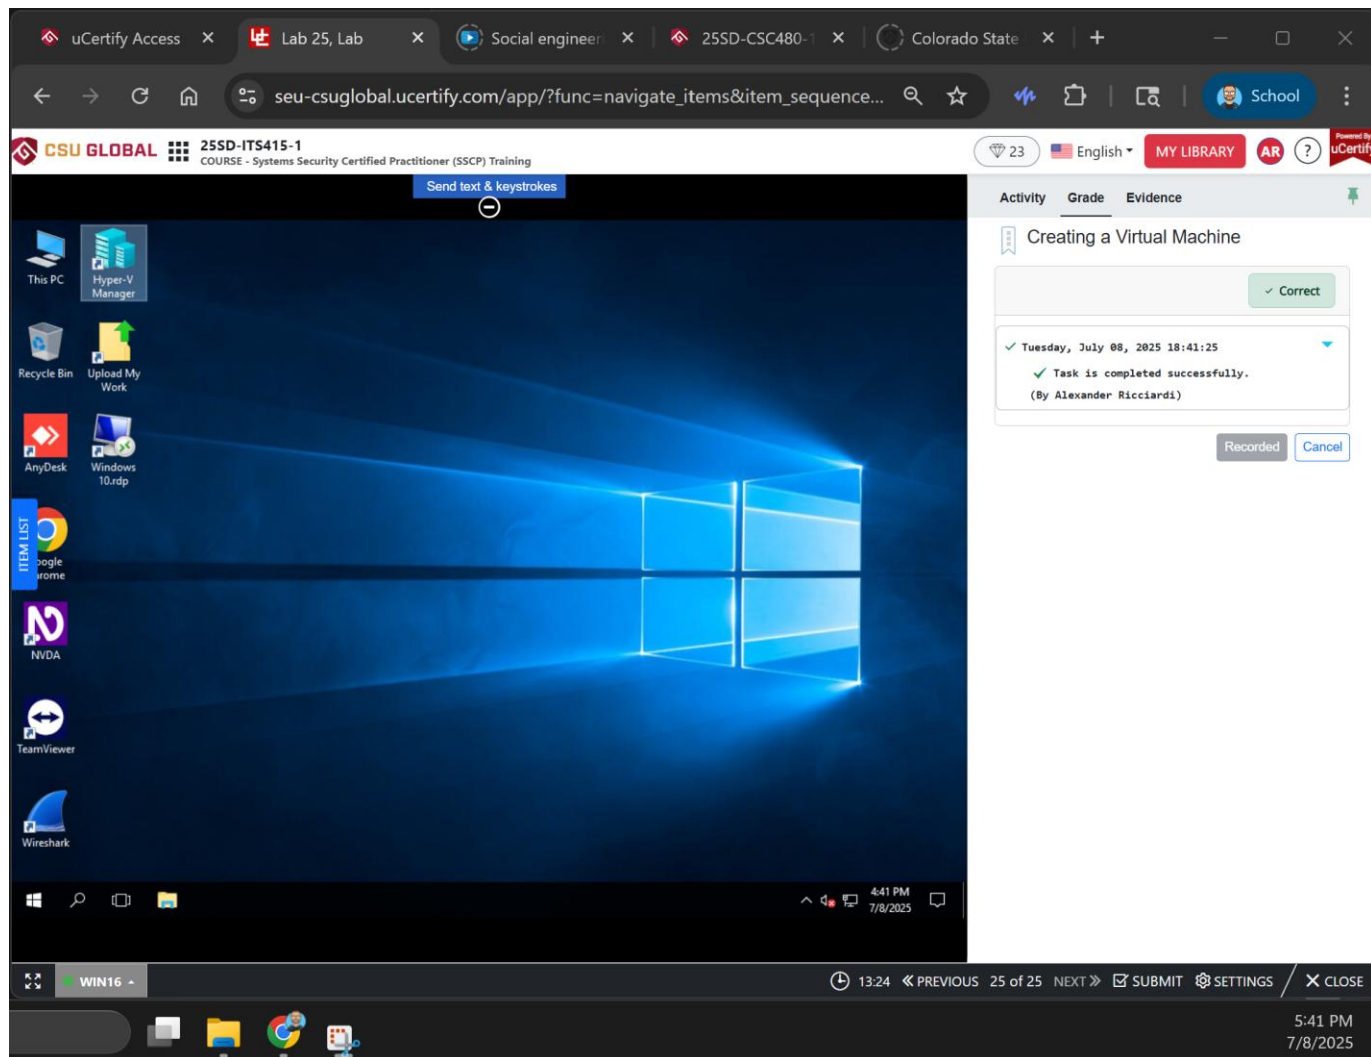 uCertify Access
Lab 25, Lab
Social engineer
25SD-CSC480-1
Colorado State
seu-csuglobal.ucertify.com/app/?func=navigate_items&item_sequence...
School
CSU GLOBAL
25SD-ITS415-1
COURSE - Systems Security Certified Practitioner (SSCP) Training
23
English
MY LIBRARY
AR
?
Powered By
uCertify
Send text & keystrokes
Activity
Grade
Evidence
Creating a Virtual Machine
Correct
Tuesday, July 08, 2025 18:41:25
Task is completed successfully.
(By Alexander Ricciardi)
Recorded
Cancel
This PC
Hyper-V
Manager
Recycle Bin
Upload My
Work
AnyDesk
Windows
10.rdp
ITEM LIST
oogle
rome
NVDA
TeamViewer
Wireshark
4:41 PM
7/8/2025
WIN16
13:24
PREVIOUS
25 of 25
NEXT
SUBMIT
SETTINGS
CLOSE
5:41 PM
7/8/2025